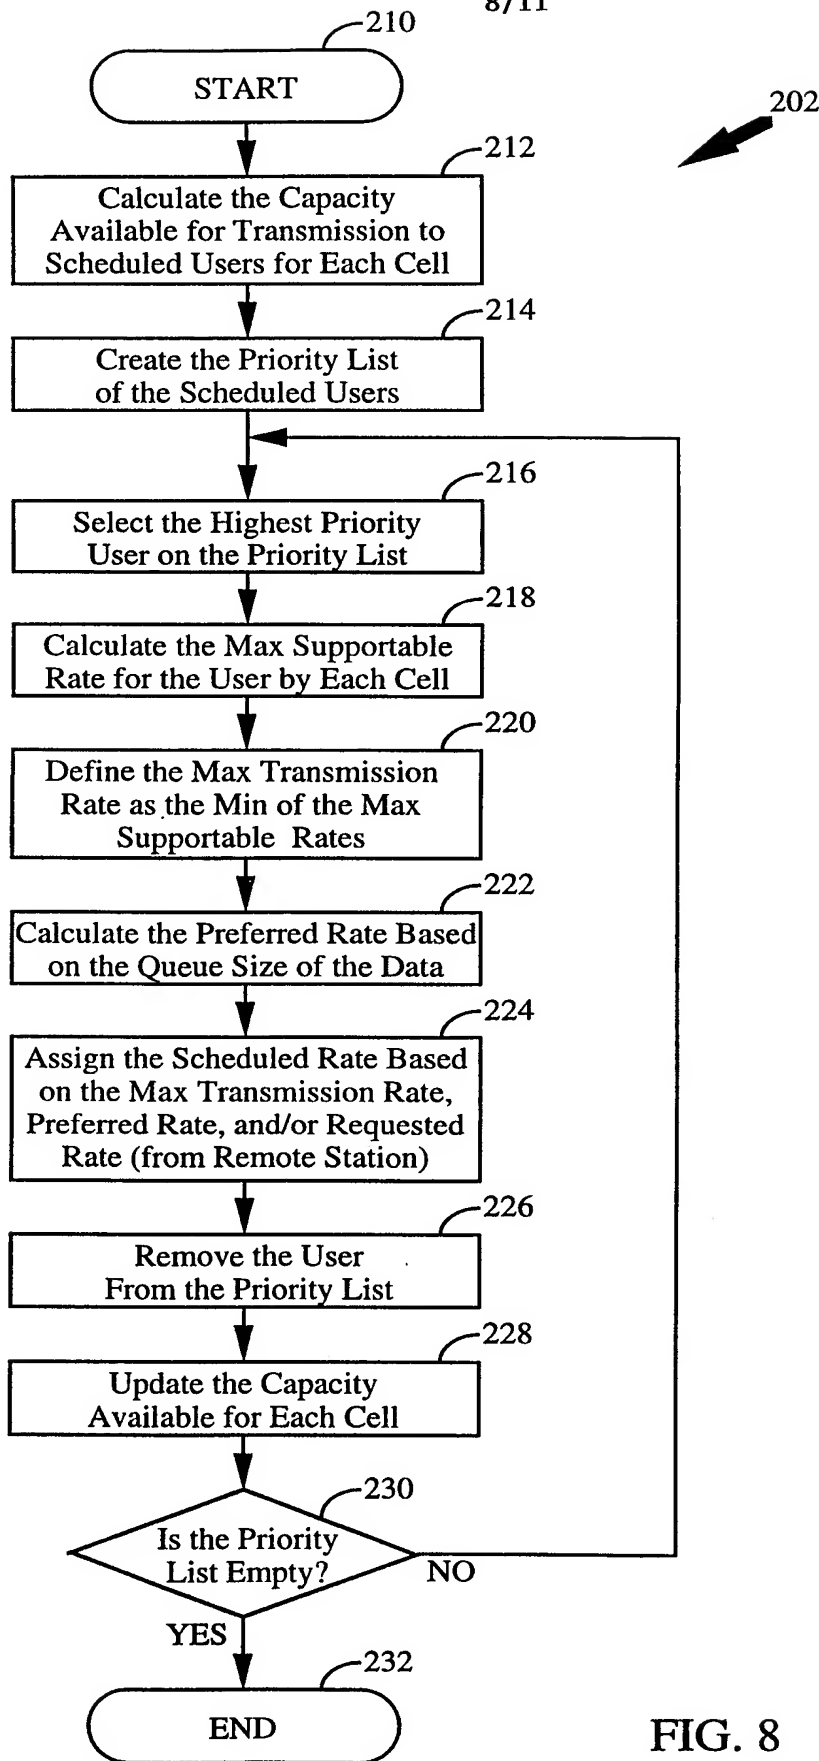 8/11
210
START
202
212
Calculate the Capacity
Available for Transmission to
Scheduled Users for Each Cell
214
Create the Priority List
of the Scheduled Users
216
Select the Highest Priority
User on the Priority List
218
Calculate the Max Supportable
Rate for the User by Each Cell
220
Define the Max Transmission
Rate as the Min of the Max
Supportable Rates
222
Calculate the Preferred Rate Based
on the Queue Size of the Data
224
Assign the Scheduled Rate Based
on the Max Transmission Rate,
Preferred Rate, and/or Requested
Rate (from Remote Station)
226
Remove the User
From the Priority List
228
Update the Capacity
Available for Each Cell
230
Is the Priority
List Empty?
NO
YES
232
END
FIG. 8